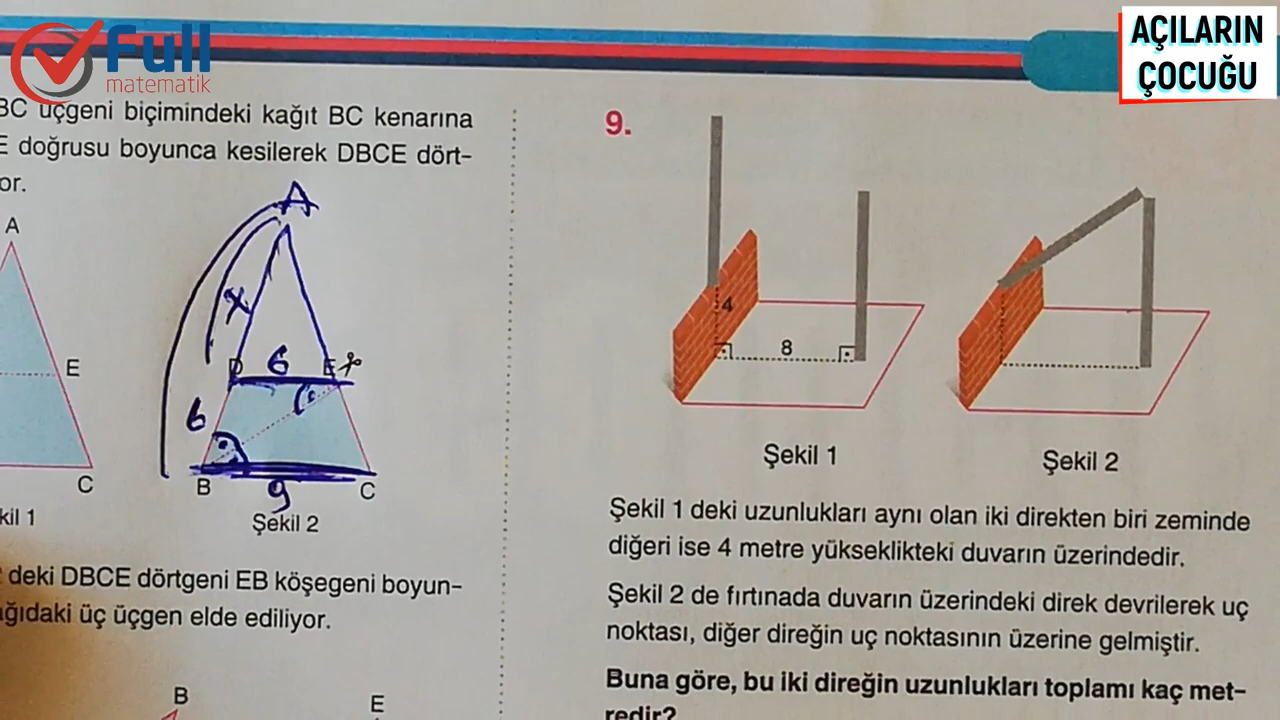 Full
matematik
AÇILARIN
ÇOCUĞU
BC üçgeni biçimindeki kağıt BC kenarına
E doğrusu boyunca kesilerek DBCE dört-
or.
A
E
C
kil 1
A
x
D 6 E
6
B 9 C
Şekil 2
deki DBCE dörtgeni EB köşegeni boyun-
ağıdaki üç üçgen elde ediliyor.
B
E
9.
4
8
Şekil 1
Şekil 2
Şekil 1 deki uzunlukları aynı olan iki direkten biri zeminde
diğeri ise 4 metre yükseklikteki duvarın üzerindedir.
Şekil 2 de fırtınada duvarın üzerindeki direk devrilerek uç
noktası, diğer direğin uç noktasının üzerine gelmiştir.
Buna göre, bu iki direğin uzunlukları toplamı kaç met-
redir?